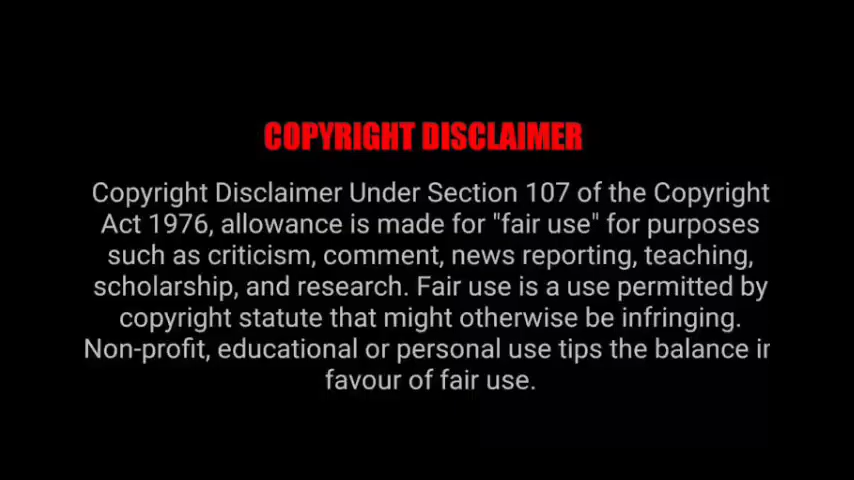 COPYRIGHT DISCLAIMER
Copyright Disclaimer Under Section 107 of the Copyright
Act 1976, allowance is made for "fair use" for purposes
such as criticism, comment, news reporting, teaching,
scholarship, and research. Fair use is a use permitted by
copyright statute that might otherwise be infringing.
Non-profit, educational or personal use tips the balance in
favour of fair use.